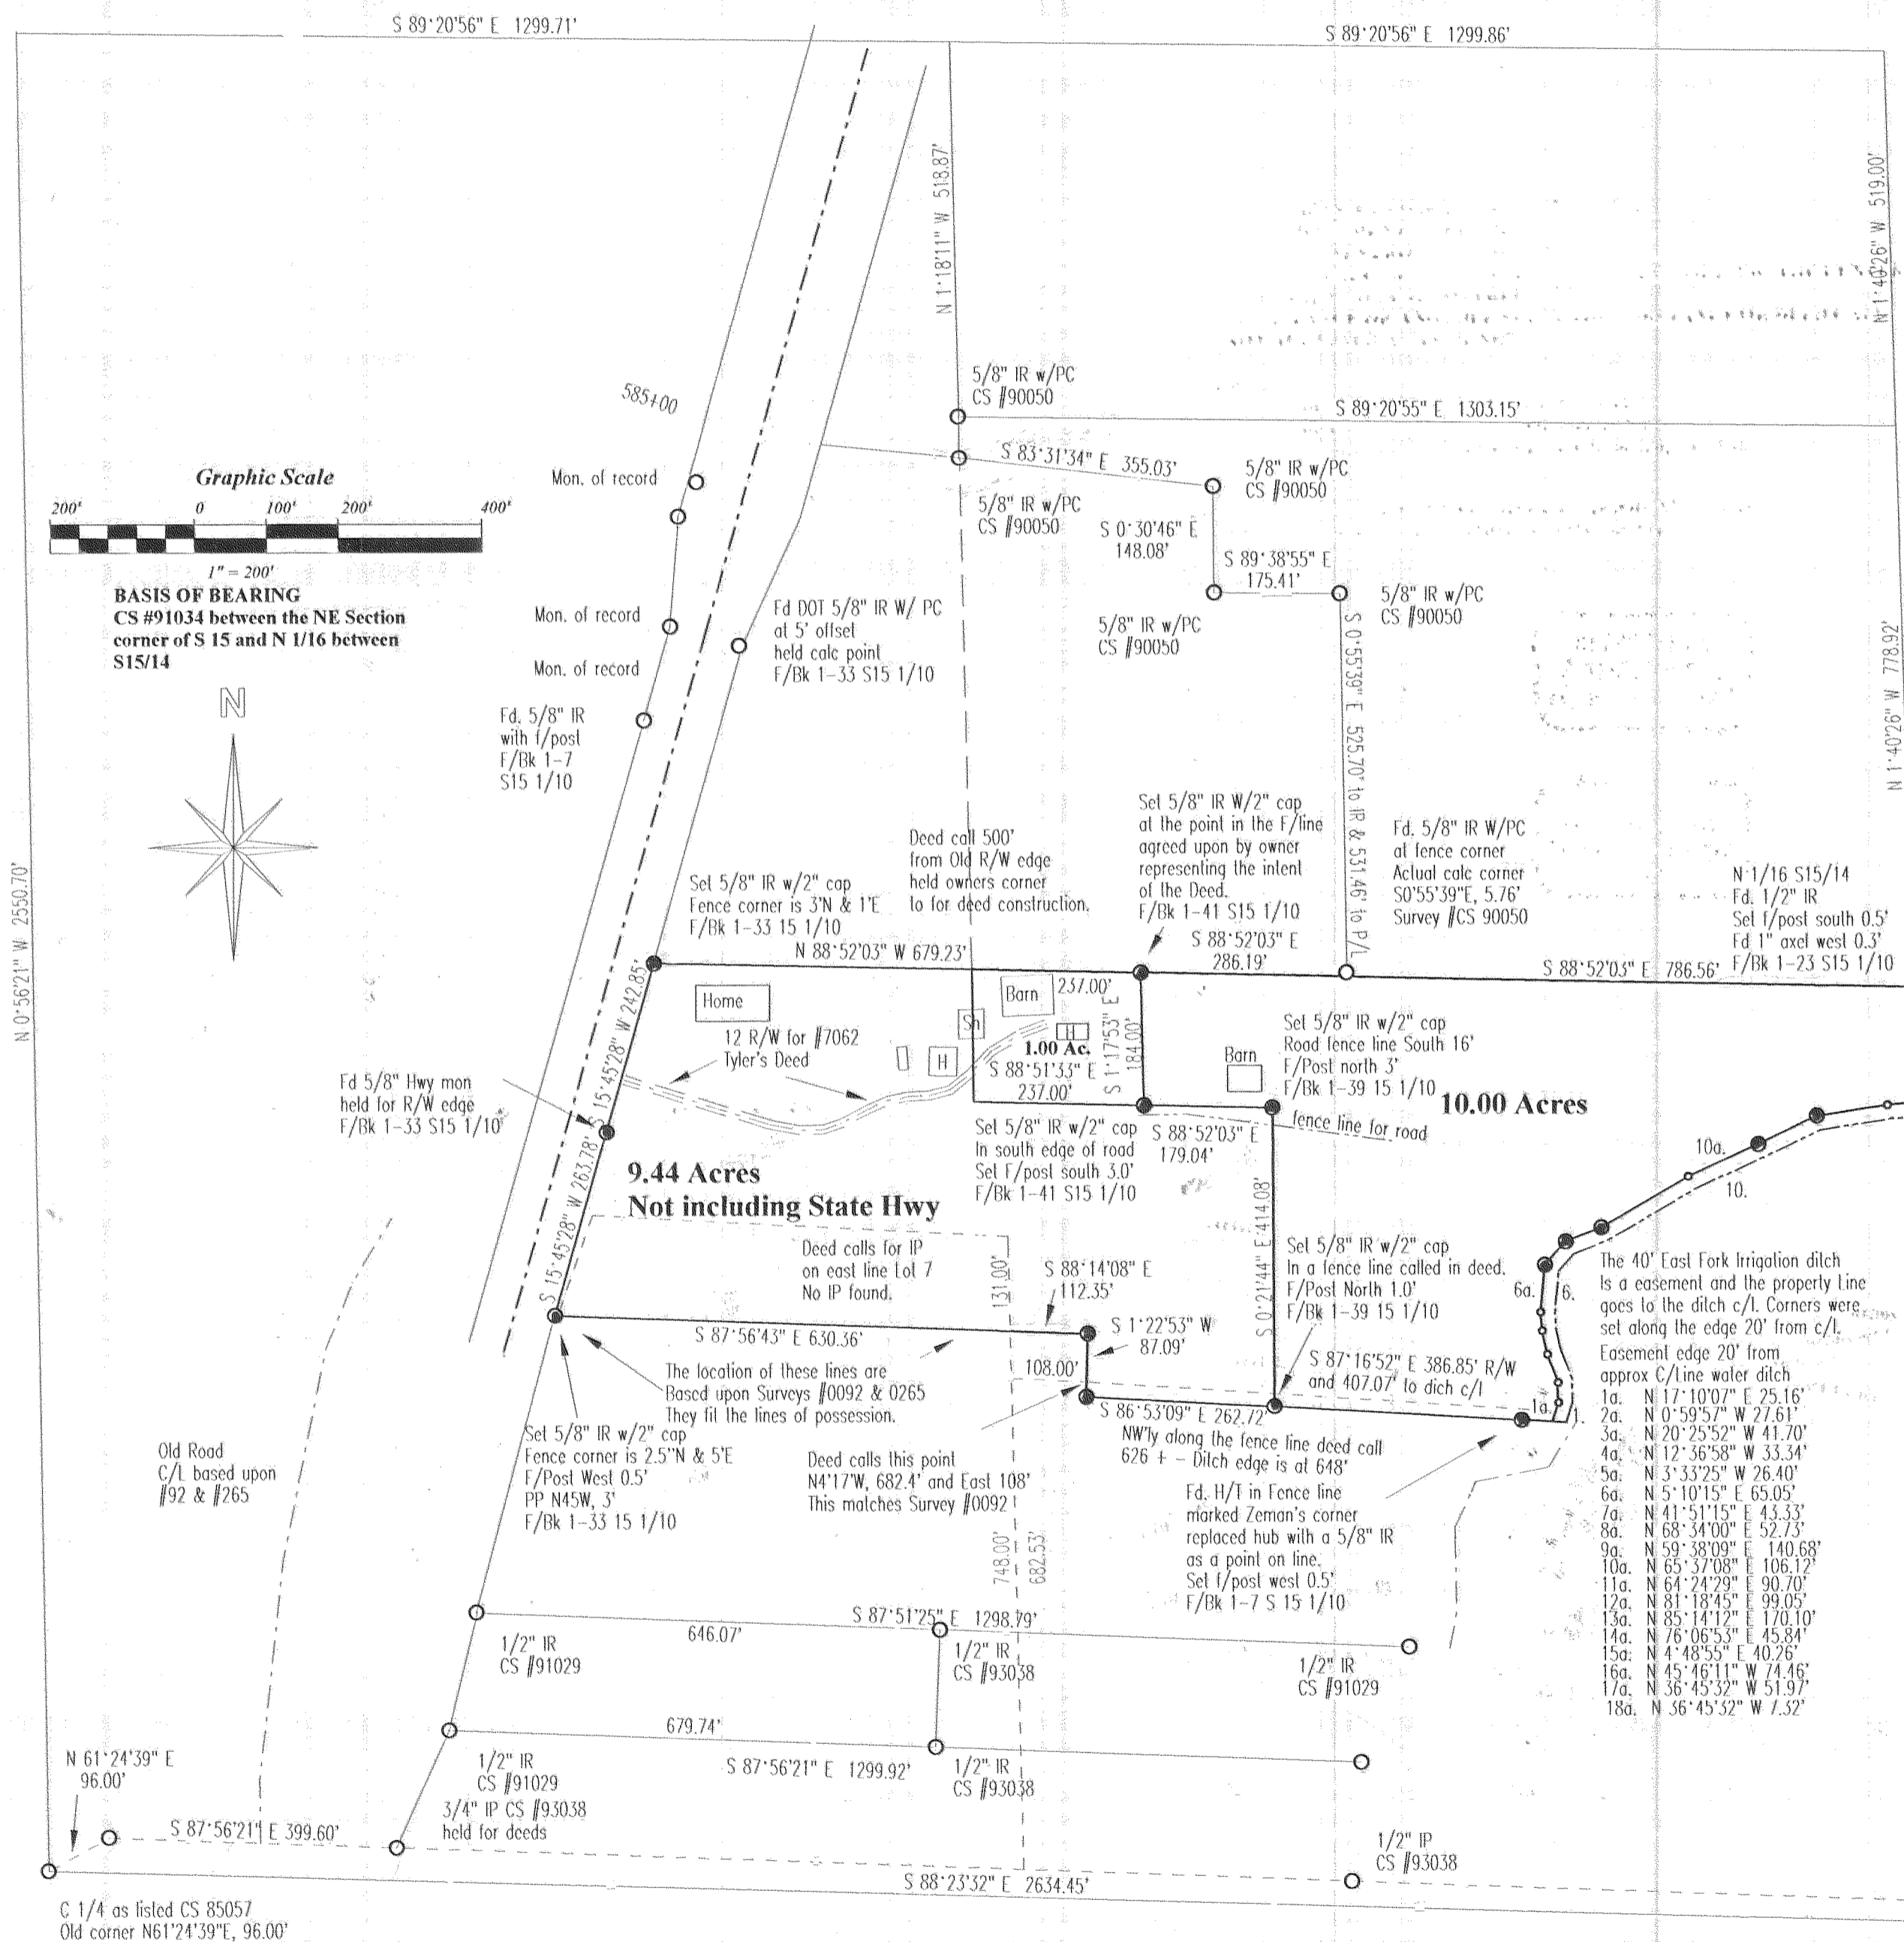 S 89°20'56" E 1299.71'
S 89°20'56" E 1299.86'
N 1°18'11" W 518.87'
N 1°40'26" W 519.00'
585+00
5/8" IR w/PC
CS #90050
S 89°20'55" E 1303.15'
Graphic Scale
200' 0 100' 200' 400'
1" = 200'
BASIS OF BEARING
CS #91034 between the NE Section
corner of S 15 and N 1/16 between
S15/14
N
Mon. of record
S 83°31'34" E 355.03'
5/8" IR w/PC
CS #90050
5/8" IR w/PC
CS #90050
S 0°30'46" E
148.08'
S 89°38'55" E
175.41'
5/8" IR w/PC
CS #90050
5/8" IR w/PC
CS #90050
Mon. of record
Mon. of record
Fd DOT 5/8" IR W/ PC
at 5' offset
held calc point
F/Bk 1-33 S15 1/10
Fd. 5/8" IR
with f/post
F/Bk 1-7
S15 1/10
S 0°55'39" E 525.70' to IR & 531.46' to P/L
N 1°40'26" W 778.92'
N 0°56'21" W 2550.70'
Set 5/8" IR w/2" cap
Fence corner is 3'N & 1'E
F/Bk 1-33 15 1/10
Deed call 500'
from Old R/W edge
held owners corner
to for deed construction.
Set 5/8" IR W/2" cap
at the point in the F/line
agreed upon by owner
representing the intent
of the Deed.
F/Bk 1-41 S15 1/10
Fd. 5/8" IR W/PC
at fence corner
Actual calc corner
S0°55'39"E, 5.76'
Survey #CS 90050
N 1/16 S15/14
Fd. 1/2" IR
Set f/post south 0.5'
Fd 1" axel west 0.3'
F/Bk 1-23 S15 1/10
N 88°52'03" W 679.23'
S 88°52'03" E
286.19'
S 88°52'03" E 786.56'
S 15°45'28" W 242.85'
Home
Barn
237.00'
Sh
H
H
12 R/W for #7062
Tyler's Deed
1.00 Ac.
S 88°51'33" E
237.00'
S 1°17'53" E
184.00'
Barn
Set 5/8" IR w/2" cap
Road fence line South 16'
F/Post north 3'
F/Bk 1-39 15 1/10
10.00 Acres
fence line for road
Fd 5/8" Hwy mon
held for R/W edge
F/Bk 1-33 S15 1/10
S 15°45'28" W 263.78'
9.44 Acres
Not including State Hwy
Set 5/8" IR w/2" cap
In south edge of road
Set F/post south 3.0'
F/Bk 1-41 S15 1/10
S 88°52'03" E
179.04'
S 0°21'44" E 414.08'
10a.
10.
Deed calls for IP
on east line Lot 7
No IP found.
131.00'
S 88°14'08" E
112.35'
Set 5/8" IR w/2" cap
In a fence line called in deed.
F/Post North 1.0'
F/Bk 1-39 15 1/10
6a.
6.
S 87°56'43" E 630.36'
S 1°22'53" W
87.09'
108.00'
S 87°16'52" E 386.85' R/W
and 407.07' to dich c/l
1a.
1.
The location of these lines are
Based upon Surveys #0092 & 0265
They fit the lines of possession.
S 86°53'09" E 262.72'
NW'ly along the fence line deed call
626 + - Ditch edge is at 648'
Set 5/8" IR w/2" cap
Fence corner is 2.5"N & 5'E
F/Post West 0.5'
PP N45W, 3'
F/Bk 1-33 15 1/10
Deed calls this point
N4°17'W, 682.4' and East 108'
This matches Survey #0092
Fd. H/T in Fence line
marked Zeman's corner
replaced hub with a 5/8" IR
as a point on line.
Set f/post west 0.5'
F/Bk 1-7 S 15 1/10
Old Road
C/L based upon
#92 & #265
The 40' East Fork Irrigation ditch
Is a easement and the property Line
goes to the ditch c/l. Corners were
set along the edge 20' from c/l.
Easement edge 20' from
approx C/Line water ditch
1a. N 17°10'07" E 25.16'
2a. N 0°59'57" W 27.61'
3a. N 20°25'52" W 41.70'
4a. N 12°36'58" W 33.34'
5a. N 3°33'25" W 26.40'
6a. N 5°10'15" E 65.05'
7a. N 41°51'15" E 43.33'
8a. N 68°34'00" E 52.73'
9a. N 59°38'09" E 140.68'
10a. N 65°37'08" E 106.12'
11a. N 64°24'29" E 90.70'
12a. N 81°18'45" E 99.05'
13a. N 85°14'12" E 170.10'
14a. N 76°06'53" E 45.84'
15a. N 4°48'55" E 40.26'
16a. N 45°46'11" W 74.46'
17a. N 36°45'32" W 51.97'
18a. N 36°45'32" W 7.32'
748.00'
682.53'
S 87°51'25" E 1298.79'
646.07'
1/2" IR
CS #91029
1/2" IR
CS #93038
1/2" IR
CS #91029
679.74'
1/2" IR
CS #91029
S 87°56'21" E 1299.92'
1/2" IR
CS #93038
N 61°24'39" E
96.00'
3/4" IP CS #93038
held for deeds
S 87°56'21" E 399.60'
1/2" IP
CS #93038
S 88°23'32" E 2634.45'
C 1/4 as listed CS 85057
Old corner N61°24'39"E, 96.00'